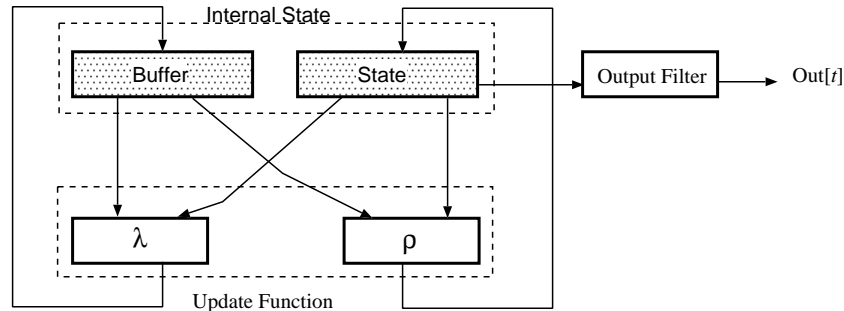 Internal State
Buffer
State
Output Filter
Out[t]
λ
ρ
Update Function